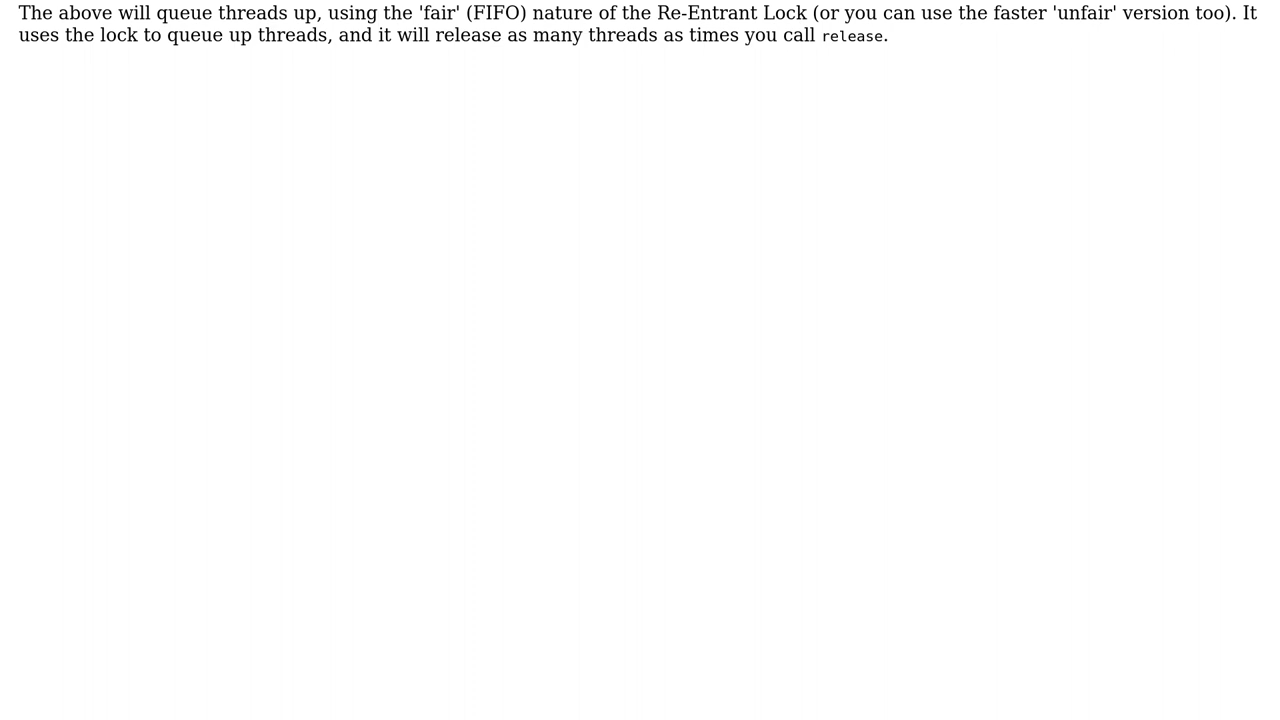 The above will queue threads up, using the 'fair' (FIFO) nature of the Re-Entrant Lock (or you can use the faster 'unfair' version too). It
uses the lock to queue up threads, and it will release as many threads as times you call release.